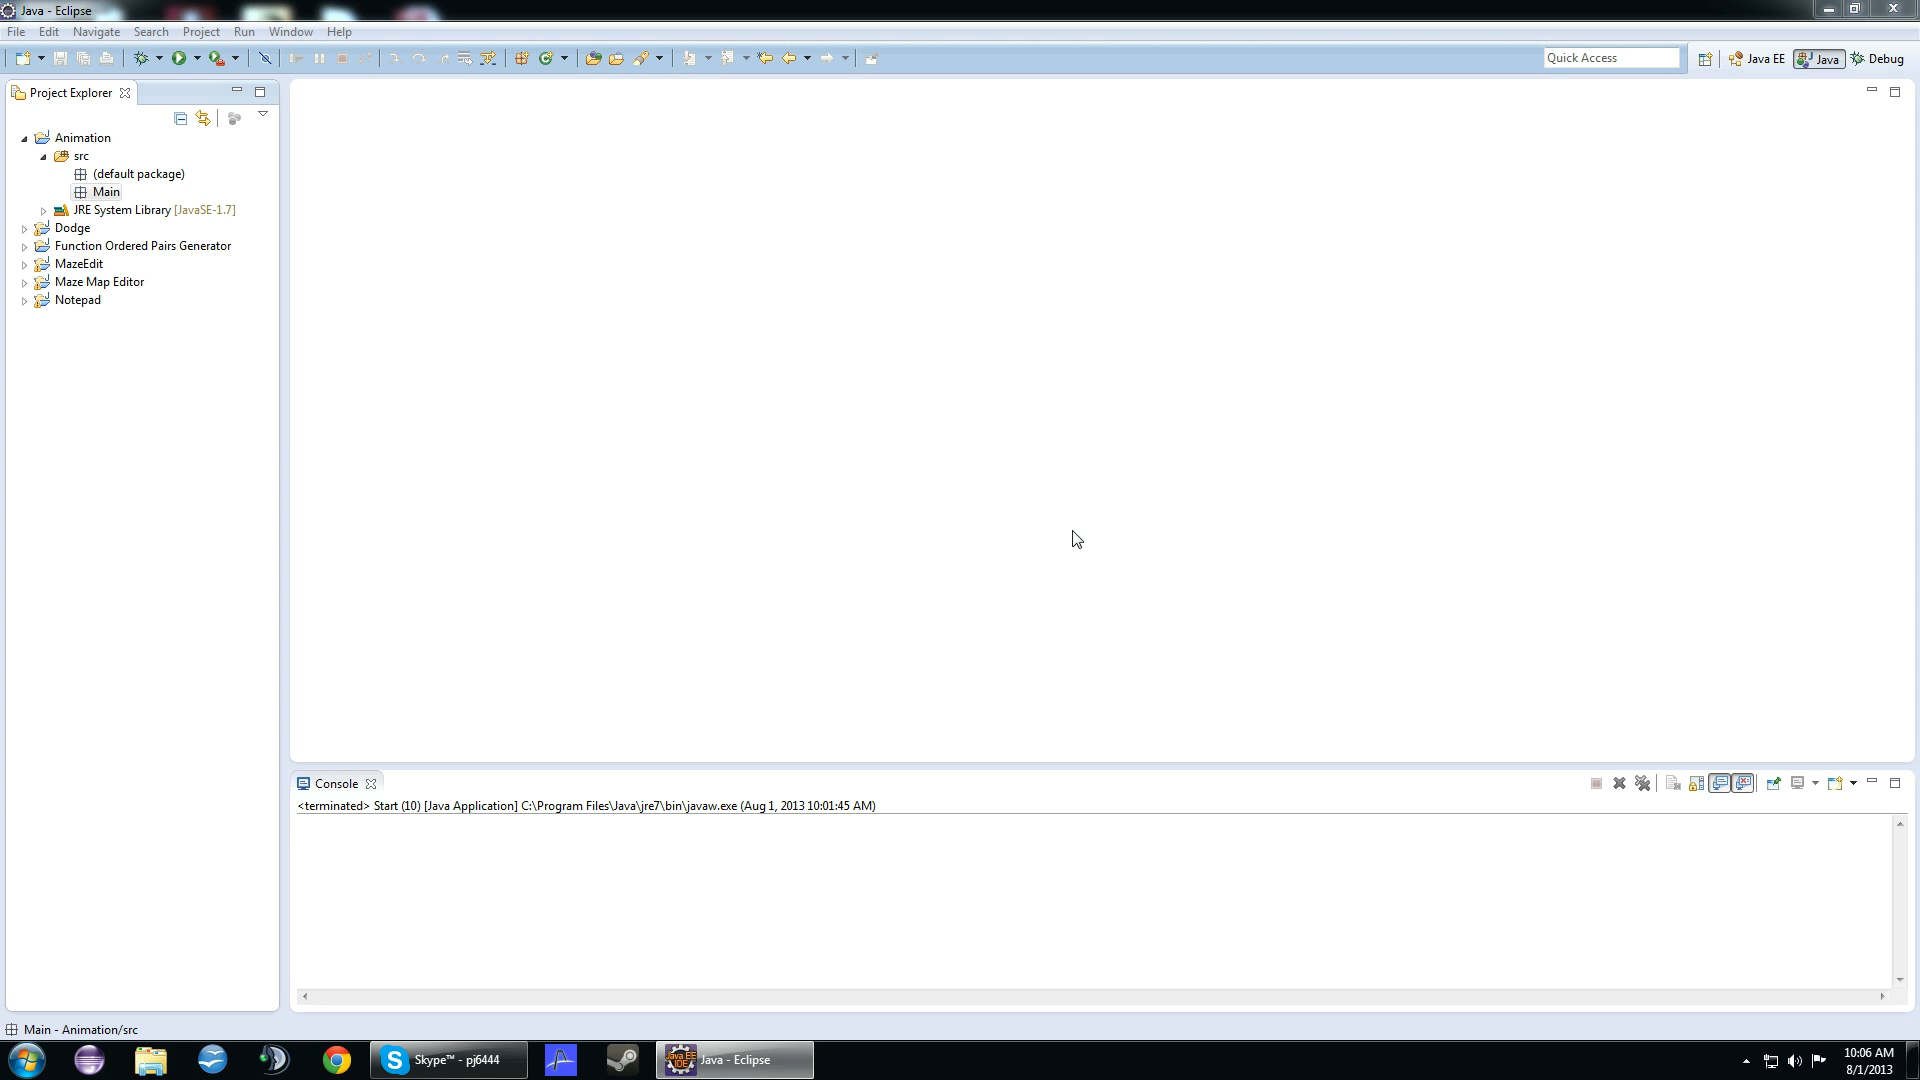 Java - Eclipse
File Edit Navigate Search Project Run Window Help
Quick Access
Java EE
Java
Debug
Project Explorer
Animation
src
(default package)
Main
JRE System Library [JavaSE-1.7]
Dodge
Function Ordered Pairs Generator
MazeEdit
Maze Map Editor
Notepad
Console
<terminated> Start (10) [Java Application] C:\Program Files\Java\jre7\bin\javaw.exe (Aug 1, 2013 10:01:45 AM)
Main - Animation/src
Skype™ - pj6444
Java EE
IDE
Java - Eclipse
10:06 AM
8/1/2013